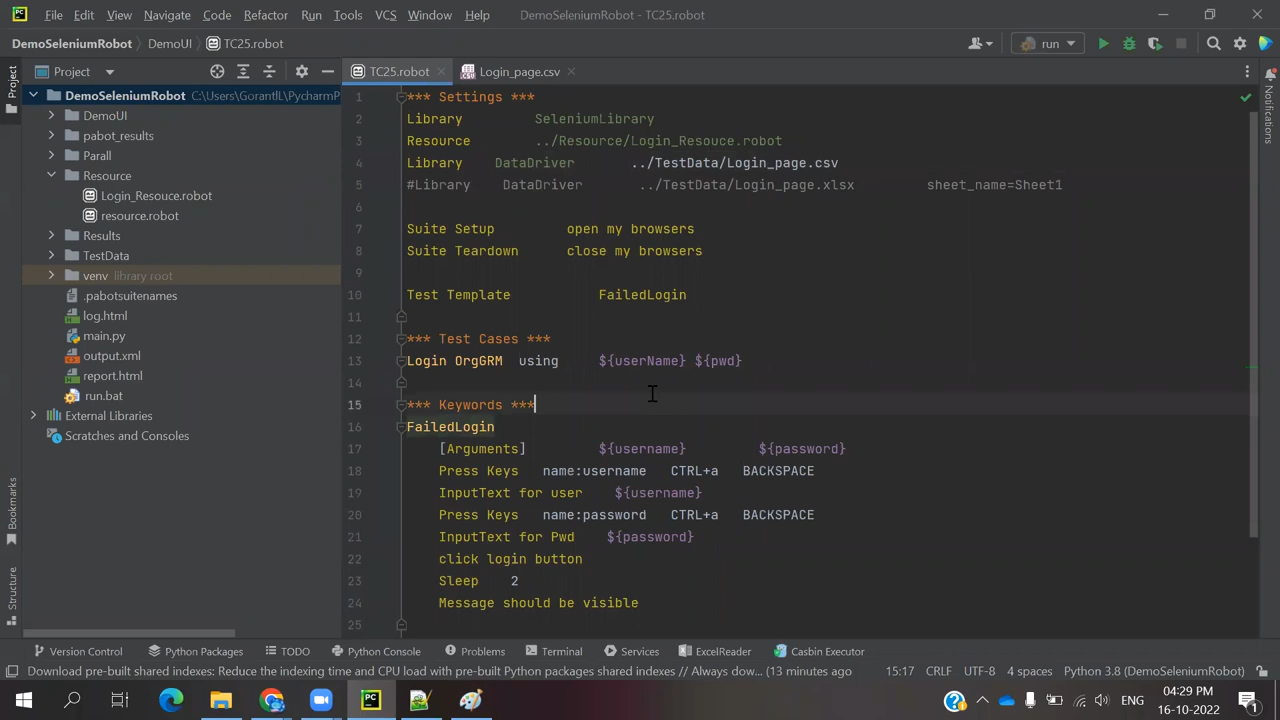 PC File Edit View Navigate Code Refactor Run Tools VCS Window Help DemoSeleniumRobot - TC25.robot
DemoSeleniumRobot DemoUI TC25.robot run
Project TC25.robot Login_page.csv
Project
Bookmarks
Structure
Notifications
DemoSeleniumRobot C:\Users\GorantlL\PycharmP
DemoUI
pabot_results
Parall
Resource
Login_Resouce.robot
resource.robot
Results
TestData
venv library root
.pabotsuitenames
log.html
main.py
output.xml
report.html
run.bat
External Libraries
Scratches and Consoles
1 *** Settings ***
2 Library SeleniumLibrary
3 Resource ../Resource/Login_Resouce.robot
4 Library DataDriver ../TestData/Login_page.csv
5 #Library DataDriver ../TestData/Login_page.xlsx sheet_name=Sheet1
6
7 Suite Setup open my browsers
8 Suite Teardown close my browsers
9
10 Test Template FailedLogin
11
12 *** Test Cases ***
13 Login OrgGRM using ${userName} ${pwd}
14
15 *** Keywords ***
16 FailedLogin
17 [Arguments] ${username} ${password}
18 Press Keys name:username CTRL+a BACKSPACE
19 InputText for user ${username}
20 Press Keys name:password CTRL+a BACKSPACE
21 InputText for Pwd ${password}
22 click login button
23 Sleep 2
24 Message should be visible
25
Version Control Python Packages TODO Python Console Problems Terminal Services ExcelReader Casbin Executor
Download pre-built shared indexes: Reduce the indexing time and CPU load with pre-built Python packages shared indexes // Always dow... (13 minutes ago) 15:17 CRLF UTF-8 4 spaces Python 3.8 (DemoSeleniumRobot)
PC ENG 04:29 PM
16-10-2022
1